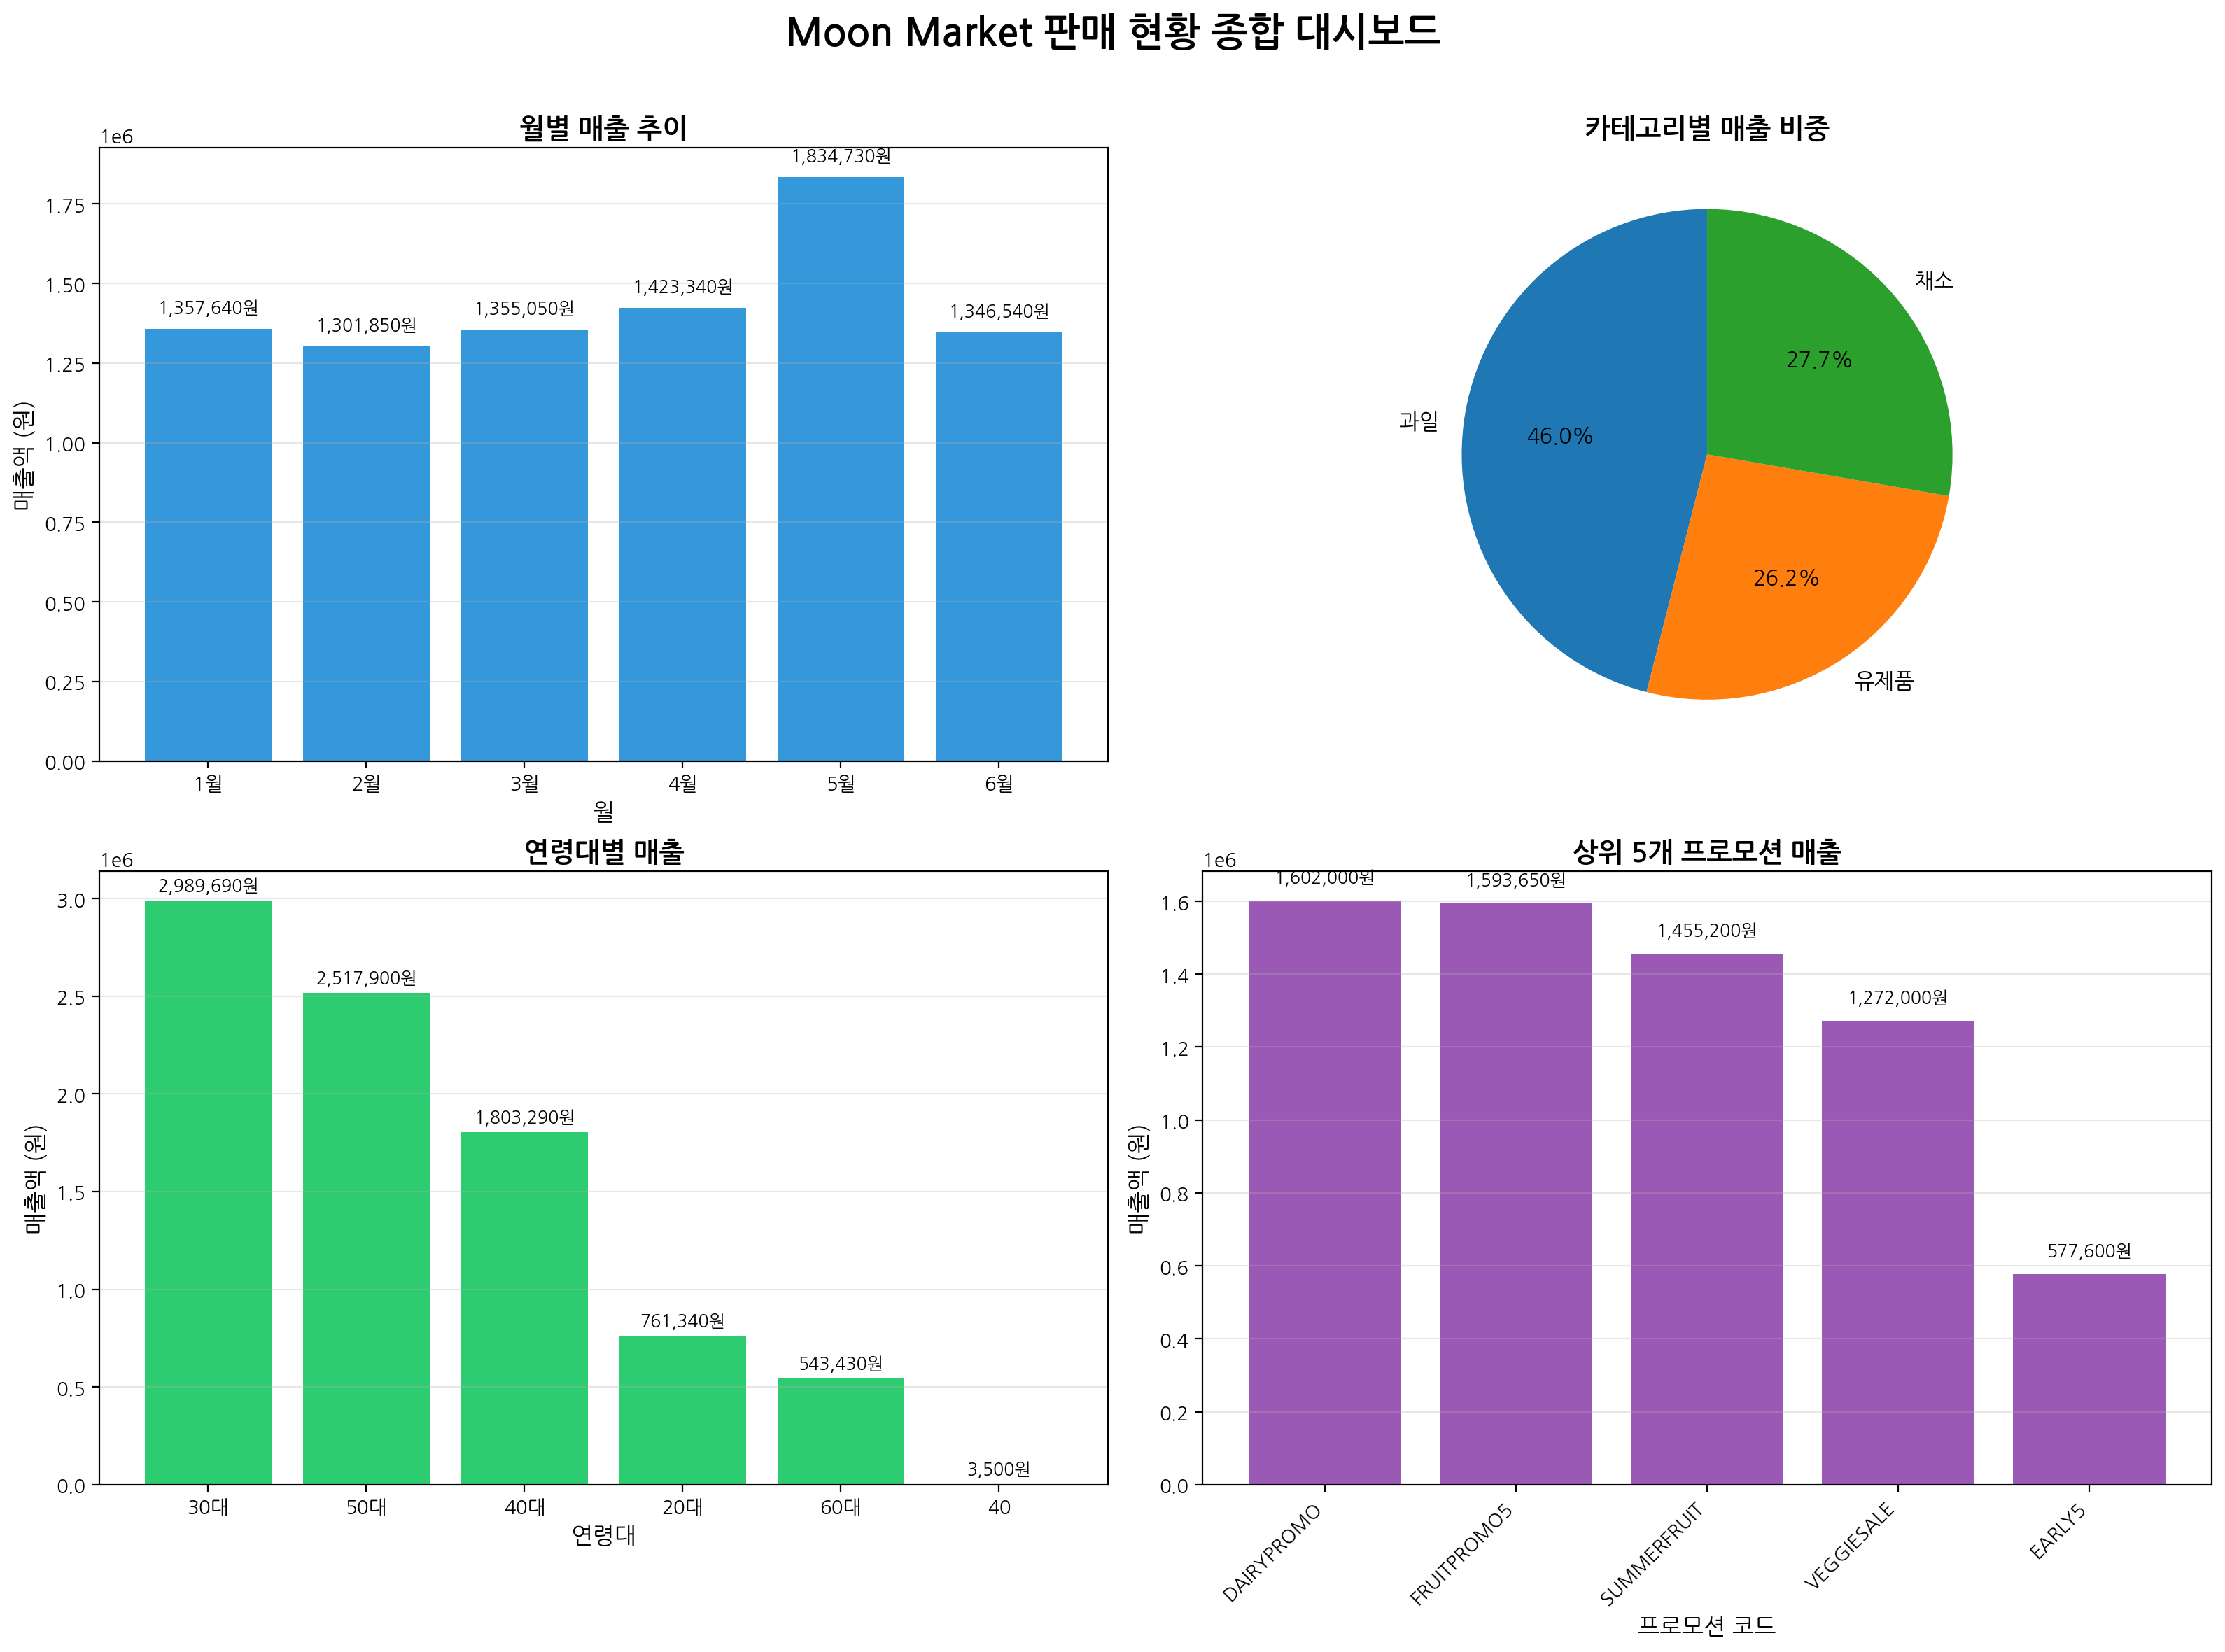 Moon Market 판매 현황 종합 대시보드
월별 매출 추이
1e6
매출액 (원)
1.75
1.50
1.25
1.00
0.75
0.50
0.25
0.00
1,357,640원
1,301,850원
1,355,050원
1,423,340원
1,834,730원
1,346,540원
1월 2월 3월 4월 5월 6월
월
카테고리별 매출 비중
채소
27.7%
과일
46.0%
26.2%
유제품
연령대별 매출
1e6
매출액 (원)
3.0
2.5
2.0
1.5
1.0
0.5
0.0
2,989,690원
2,517,900원
1,803,290원
761,340원
543,430원
3,500원
30대 50대 40대 20대 60대 40
연령대
상위 5개 프로모션 매출
1e6
매출액 (원)
1.6
1.4
1.2
1.0
0.8
0.6
0.4
0.2
0.0
1,602,000원
1,593,650원
1,455,200원
1,272,000원
577,600원
DAIRYPROMO
FRUITPROMO5
SUMMERFRUIT
VEGGIESALE
EARLY5
프로모션 코드